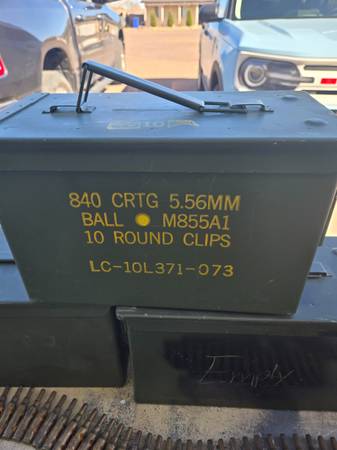 840 CRTG 5.56MM
BALL M855A1
10 ROUND CLIPS
LC-10L371-073
Empty